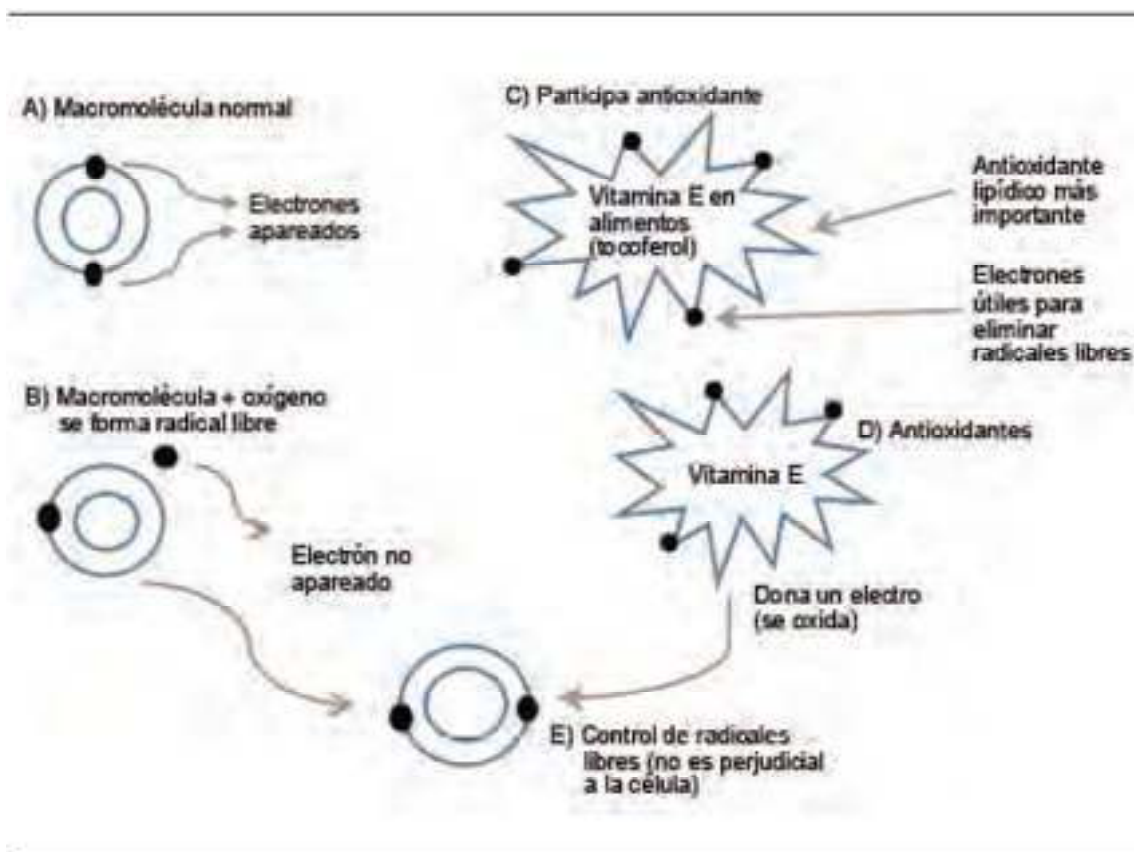 A) Macromolécula normal
Electrones
apareados
B) Macromolécula + oxígeno
se forma radical libre
Electrón no
apareado
C) Participa antioxidante
Vitamina E en
alimentos
(tocoferol)
Antioxidante
lipídico más
importante
Electrones
útiles para
eliminar
radicales libres
D) Antioxidantes
Vitamina E
Dona un electro
(se oxida)
E) Control de radicales
libres (no es perjudicial
a la célula)